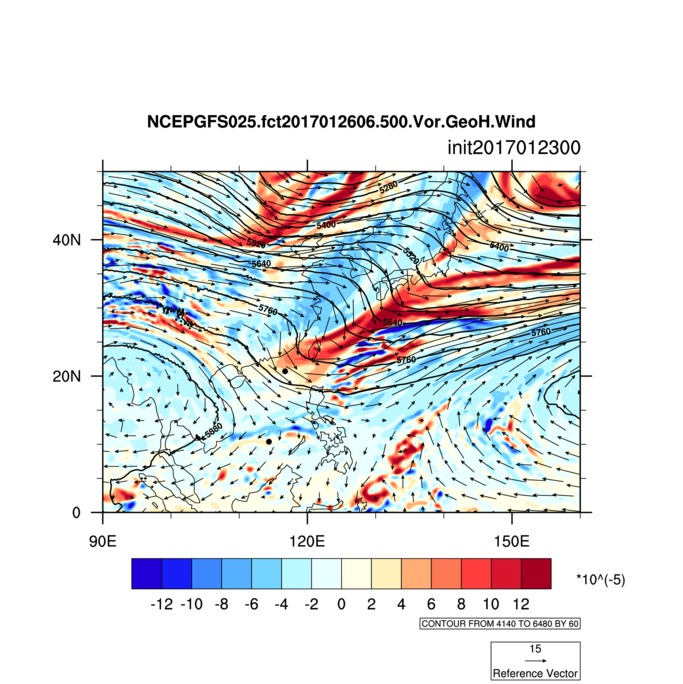 NCEPGFS025.fct2017012606.500.Vor.GeoH.Wind
init2017012300
5280
5400
5520
5400
5520
5640
40N
5760
5640
5760
5760
20N
5880
0
90E 120E 150E
-12 -10 -8 -6 -4 -2 0 2 4 6 8 10 12
*10^(-5)
CONTOUR FROM 4140 TO 6480 BY 60
15
Reference Vector